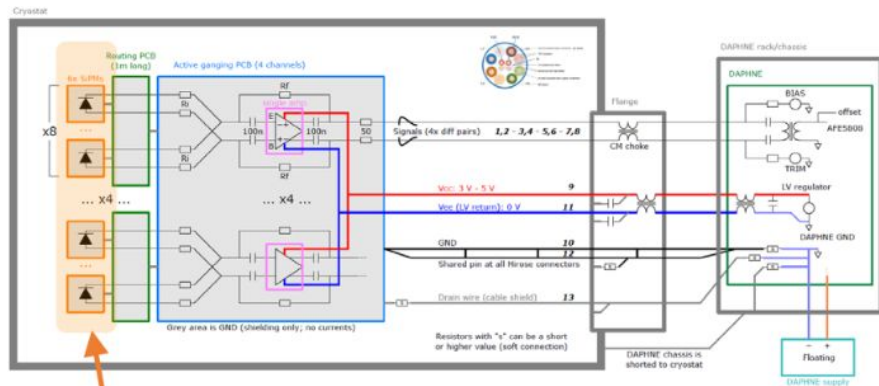 Cryostat
Routing PCB
(1m long)
Active ganging PCB (4 channels)
6x SiPMs
x8
Ri
Ri
Rf
Rf
100n
100n
50
E
B
... x4 ...
... x4 ...
Signals (4x diff pairs)
1,2 - 3,4 - 5,6 - 7,8
Vcc: 3 V - 5 V
9
Vee (LV return): 0 V
11
GND
10
12
Shared pin at all Hirose connectors
Drain wire (cable shield)
13
Grey area is GND (shielding only; no currents)
Resistors with "s" can be a short
or higher value (soft connection)
Flange
CM choke
DAPHNE rack/chassis
DAPHNE
BIAS
offset
AFE5808
TRIM
LV regulator
DAPHNE GND
DAPHNE chassis is
shorted to cryostat
- +
Floating
DAPHNE supply